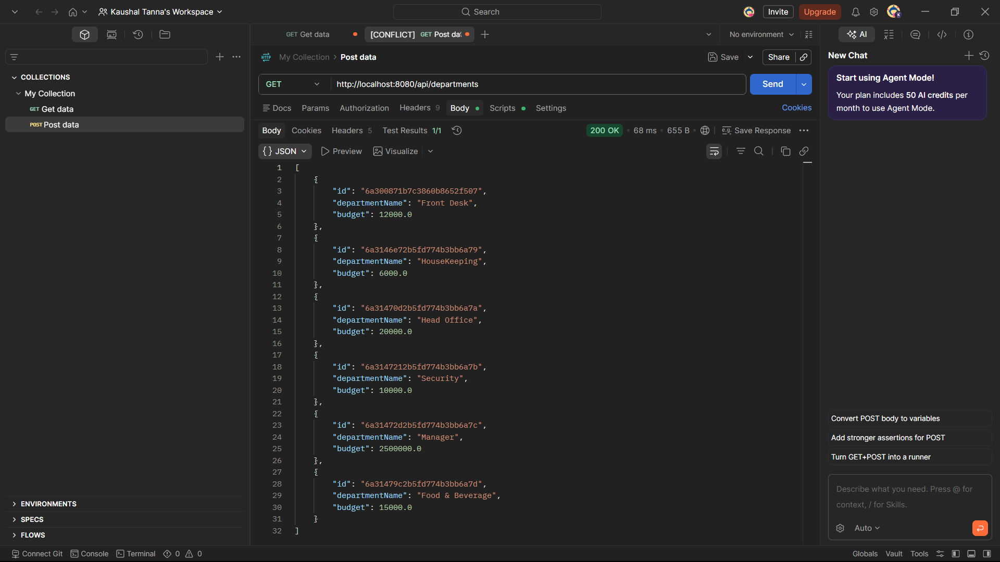 Kaushal Tanna's Workspace
Search
Invite
Upgrade
K
GET Get data
[CONFLICT] GET Post dat
No environment
AI
My Collection > Post data
Save
Share
New Chat
COLLECTIONS
My Collection
GET Get data
POST Post data
GET
http://localhost:8080/api/departments
Send
Start using Agent Mode!
Your plan includes 50 AI credits per
month to use Agent Mode.
Docs
Params
Authorization
Headers 9
Body
Scripts
Settings
Cookies
Body
Cookies
Headers 5
Test Results 1/1
200 OK
68 ms
655 B
e.g. Save Response
{} JSON
Preview
Visualize
1 [
2 {
3 "id": "6a300871b7c3860b8652f507",
4 "departmentName": "Front Desk",
5 "budget": 12000.0
6 },
7 {
8 "id": "6a3146e72b5fd774b3bb6a79",
9 "departmentName": "HouseKeeping",
10 "budget": 6000.0
11 },
12 {
13 "id": "6a31470d2b5fd774b3bb6a7a",
14 "departmentName": "Head Office",
15 "budget": 20000.0
16 },
17 {
18 "id": "6a3147212b5fd774b3bb6a7b",
19 "departmentName": "Security",
20 "budget": 10000.0
21 },
22 {
23 "id": "6a31472d2b5fd774b3bb6a7c",
24 "departmentName": "Manager",
25 "budget": 2500000.0
26 },
27 {
28 "id": "6a31479c2b5fd774b3bb6a7d",
29 "departmentName": "Food & Beverage",
30 "budget": 15000.0
31 }
32 ]
Convert POST body to variables
Add stronger assertions for POST
Turn GET+POST into a runner
Describe what you need. Press @ for
context, / for Skills.
Auto
ENVIRONMENTS
SPECS
FLOWS
Connect Git
Console
Terminal
0
0
Globals
Vault
Tools